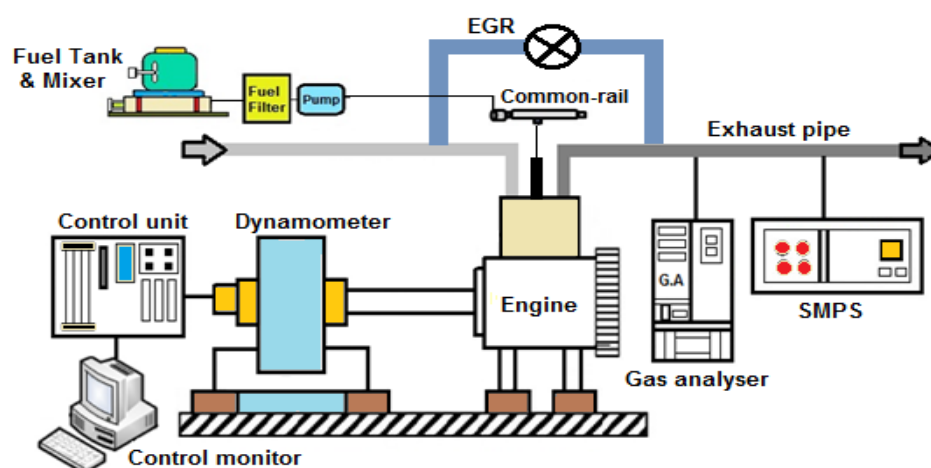 EGR
Fuel Tank
& Mixer
Fuel
Filter
Pump
Common-rail
Exhaust pipe
Control unit
Dynamometer
Engine
G.A
SMPS
Gas analyser
Control monitor